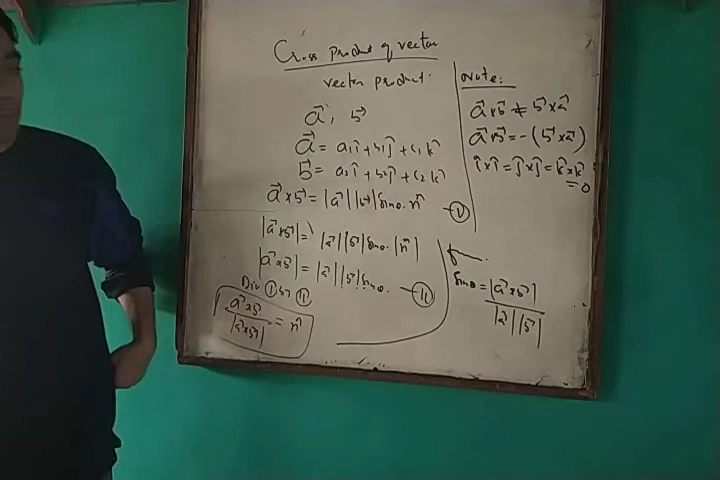 Cross product of vector
vector product.
a⃗, b⃗
a⃗ = a₁î + b₁ĵ + c₁k̂
b⃗ = a₂î + b₂ĵ + c₂k̂
a⃗ × b⃗ = |a⃗| |b⃗| sinθ. n̂ —(I)
|a⃗ × b⃗| = |a⃗| |b⃗| sinθ. |n̂|
|a⃗ × b⃗| = |a⃗| |b⃗| sinθ. —(II)
Div (I) by (II)
a⃗ × b⃗ / |a⃗ × b⃗| = n̂
Note:
a⃗ × b⃗ ≠ b⃗ × a⃗
a⃗ × b⃗ = -(b⃗ × a⃗)
î × î = ĵ × ĵ = k̂ × k̂
= 0
sinθ = |a⃗ × b⃗| / |a⃗| |b⃗|